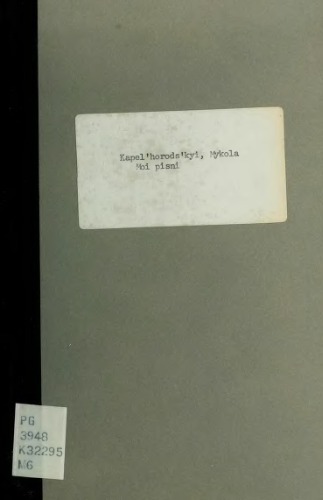 Kapel'horods'kyi, Mykola
Moi pisni
PG
3948
K32295
M6